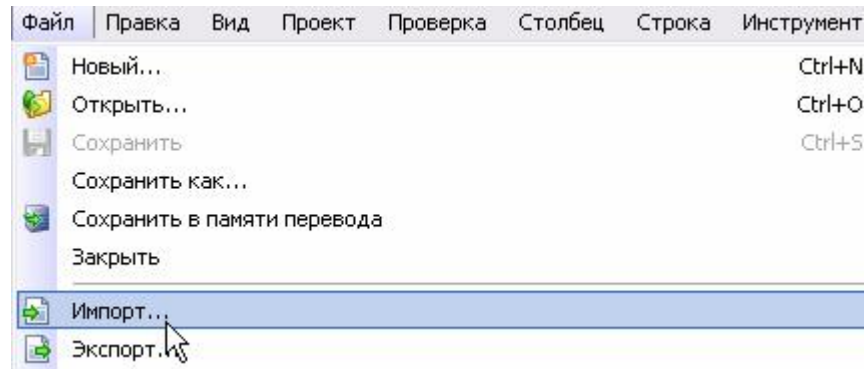 Файл Правка Вид Проект Проверка Столбец Строка Инструмент
Новый... Ctrl+N
Открыть... Ctrl+O
Сохранить Ctrl+S
Сохранить как...
Сохранить в памяти перевода
Закрыть
Импорт...
Экспорт...